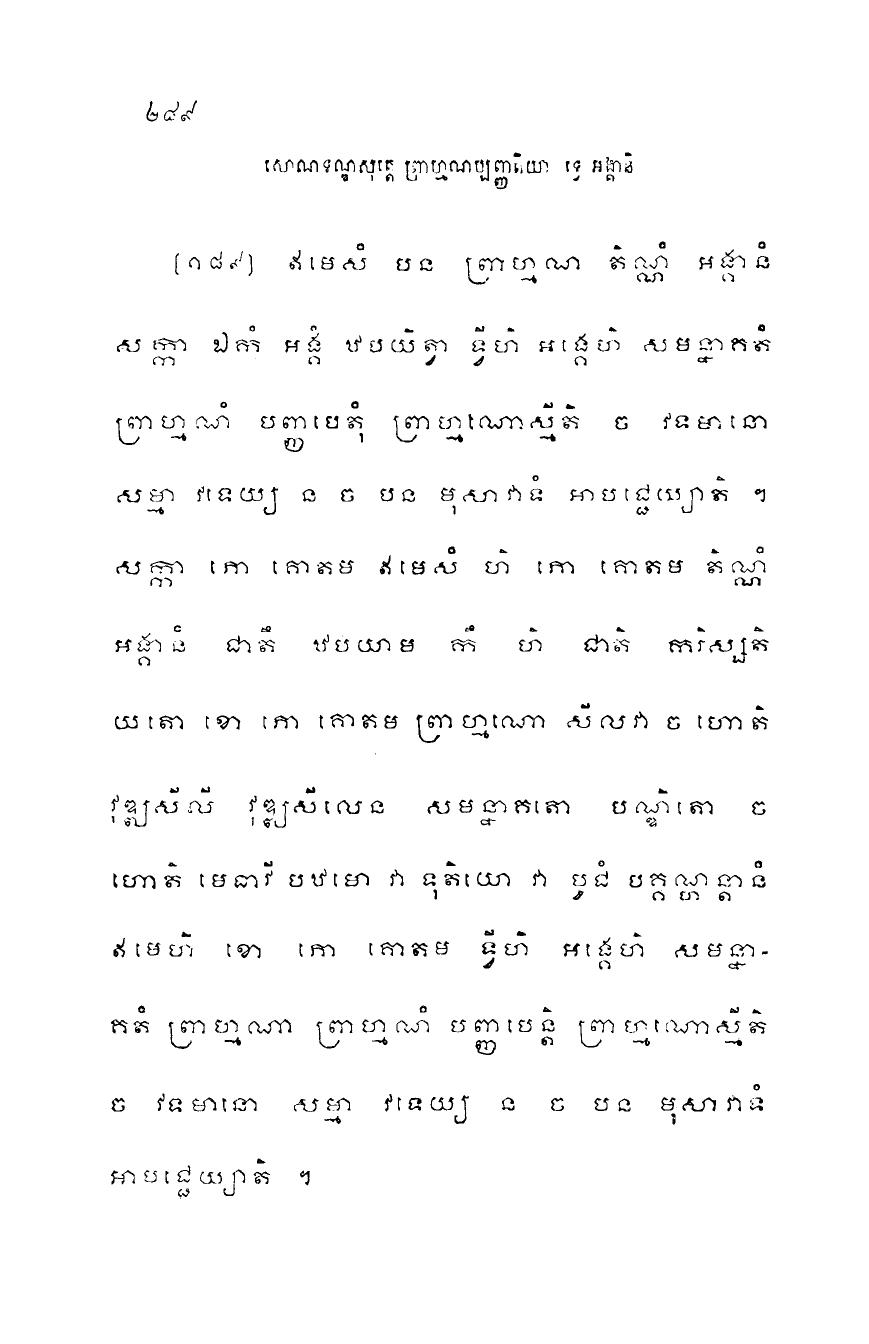 ២៤៩
សោណទណ្ឌសុត្តេ ព្រាហ្មណប្បញ្ញត្តិយា ទ្វេ អង្គានិ
[១៨៩] ឥមេសំ បន ព្រាហ្មណ តិណ្ណំ អង្គានំ
សក្កា ឯកំ អង្គំ ឋបយិត្វា ទ្វីហិ អង្គេហិ សមន្នាគតំ
ព្រាហ្មណំ បញ្ញបេតុំ ព្រាហ្មណោស្មីតិ ច វទមានោ
សម្មា វទេយ្យ ន ច បន មុសាវាទំ អាបជ្ជេយ្យោតិ ។
សក្កា ភោ គោតម ឥមេសំ ហិ ភោ គោតម តិណ្ណំ
អង្គានំ ជាតឹ ឋបយាម កឹ ហិ ជាតិ ករិស្សតិ
យតោ ខោ ភោ គោតម ព្រាហ្មណោ សីលវា ច ហោតិ
វុឌ្ឍសីលី វុឌ្ឍសីលេន សមន្នាគតោ បណ្ឌិតោ ច
ហោតិ មេធាវី បឋមោ វា ទុតិយោ វា បូជំ បគ្គណ្ហន្តានំ
ឥមេហិ ខោ ភោ គោតម ទ្វីហិ អង្គេហិ សមន្នា-
គតំ ព្រាហ្មណា ព្រាហ្មណំ បញ្ញបេន្តិ ព្រាហ្មណោស្មីតិ
ច វទមានោ សម្មា វទេយ្យ ន ច បន មុសាវាទំ
អាបជ្ជេយ្យាតិ ។